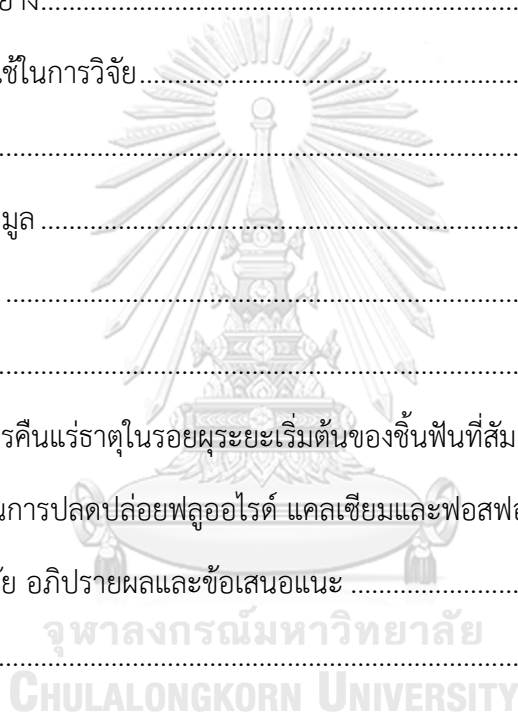 ย่าง..............................................................................
ใช้ในการวิจัย................................................................
....................................................................................
มูล ...............................................................................
....................................................................................
....................................................................................
รคืนแร่ธาตุในรอยผุระยะเริ่มต้นของชิ้นฟันที่สัม
นการปลดปล่อยฟลูออไรด์ แคลเซียมและฟอสฟอ
ัย อภิปรายผลและข้อเสนอแนะ ...........................
จุฬาลงกรณ์มหาวิทยาลัย
....................................................................................
CHULALONGKORN UNIVERSITY